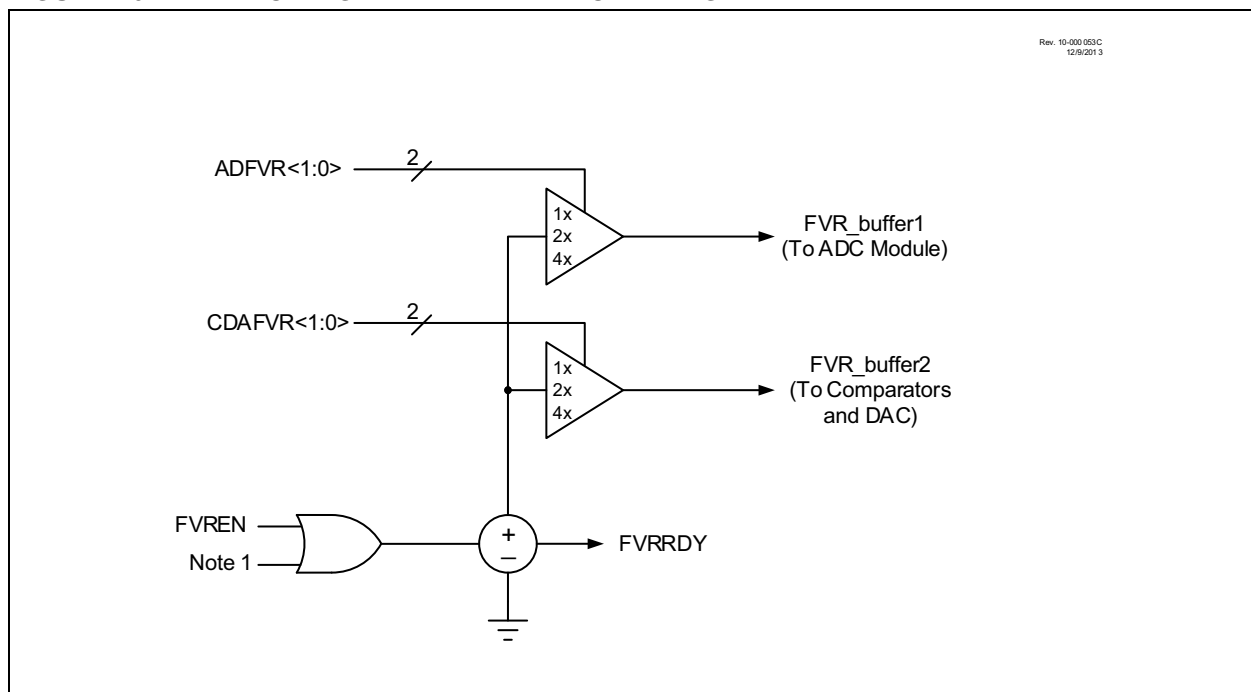 Rev. 10-000 053C
12/9/201 3
ADFVR<1:0>
2
1x
2x
4x
FVR_buffer1
(To ADC Module)
CDAFVR<1:0>
2
1x
2x
4x
FVR_buffer2
(To Comparators
and DAC)
FVREN
Note 1
+
–
FVRRDY